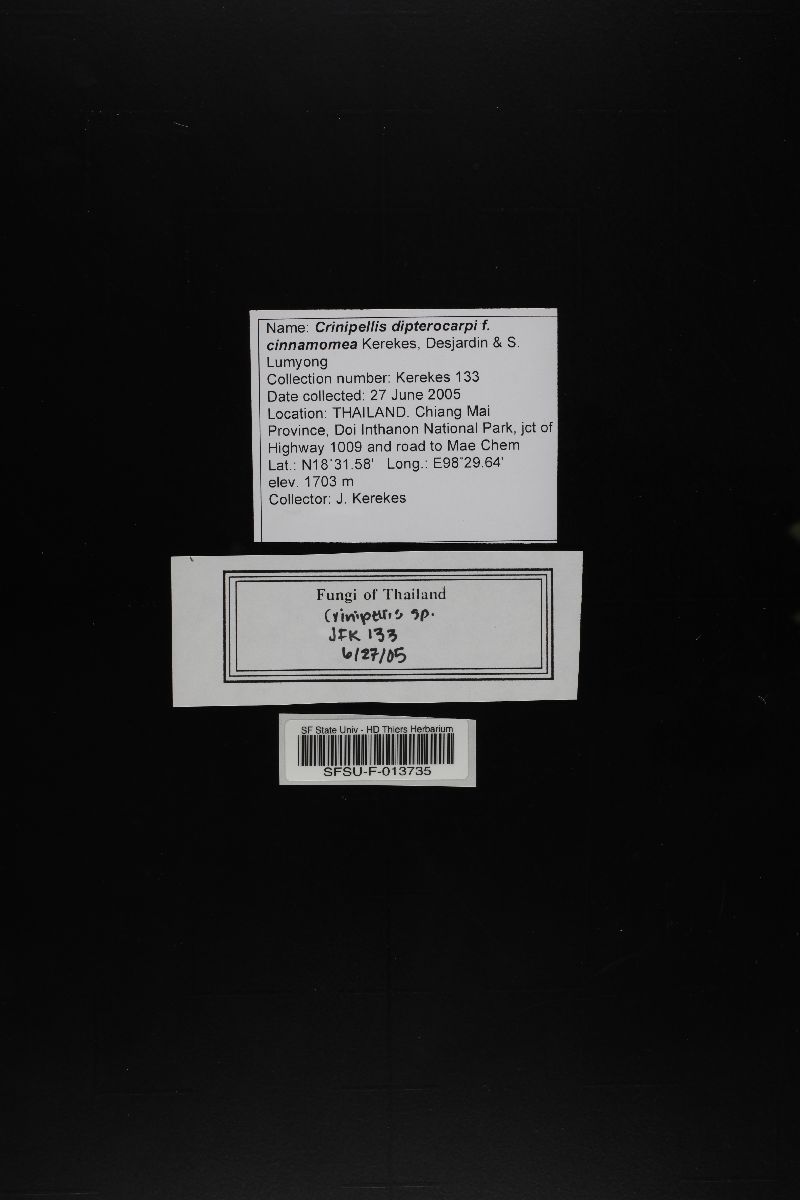 Name: Crinipellis dipterocarpi f.
cinnamomea Kerekes, Desjardin & S.
Lumyong
Collection number: Kerekes 133
Date collected: 27 June 2005
Location: THAILAND. Chiang Mai
Province, Doi Inthanon National Park, jct of
Highway 1009 and road to Mae Chem
Lat.: N18°31.58' Long.: E98°29.64'
elev. 1703 m
Collector: J. Kerekes
Fungi of Thailand
Crinipellis sp.
JFK 133
6/27/05
SF State Univ - HD Thiers Herbarium
SFSU-F-013735